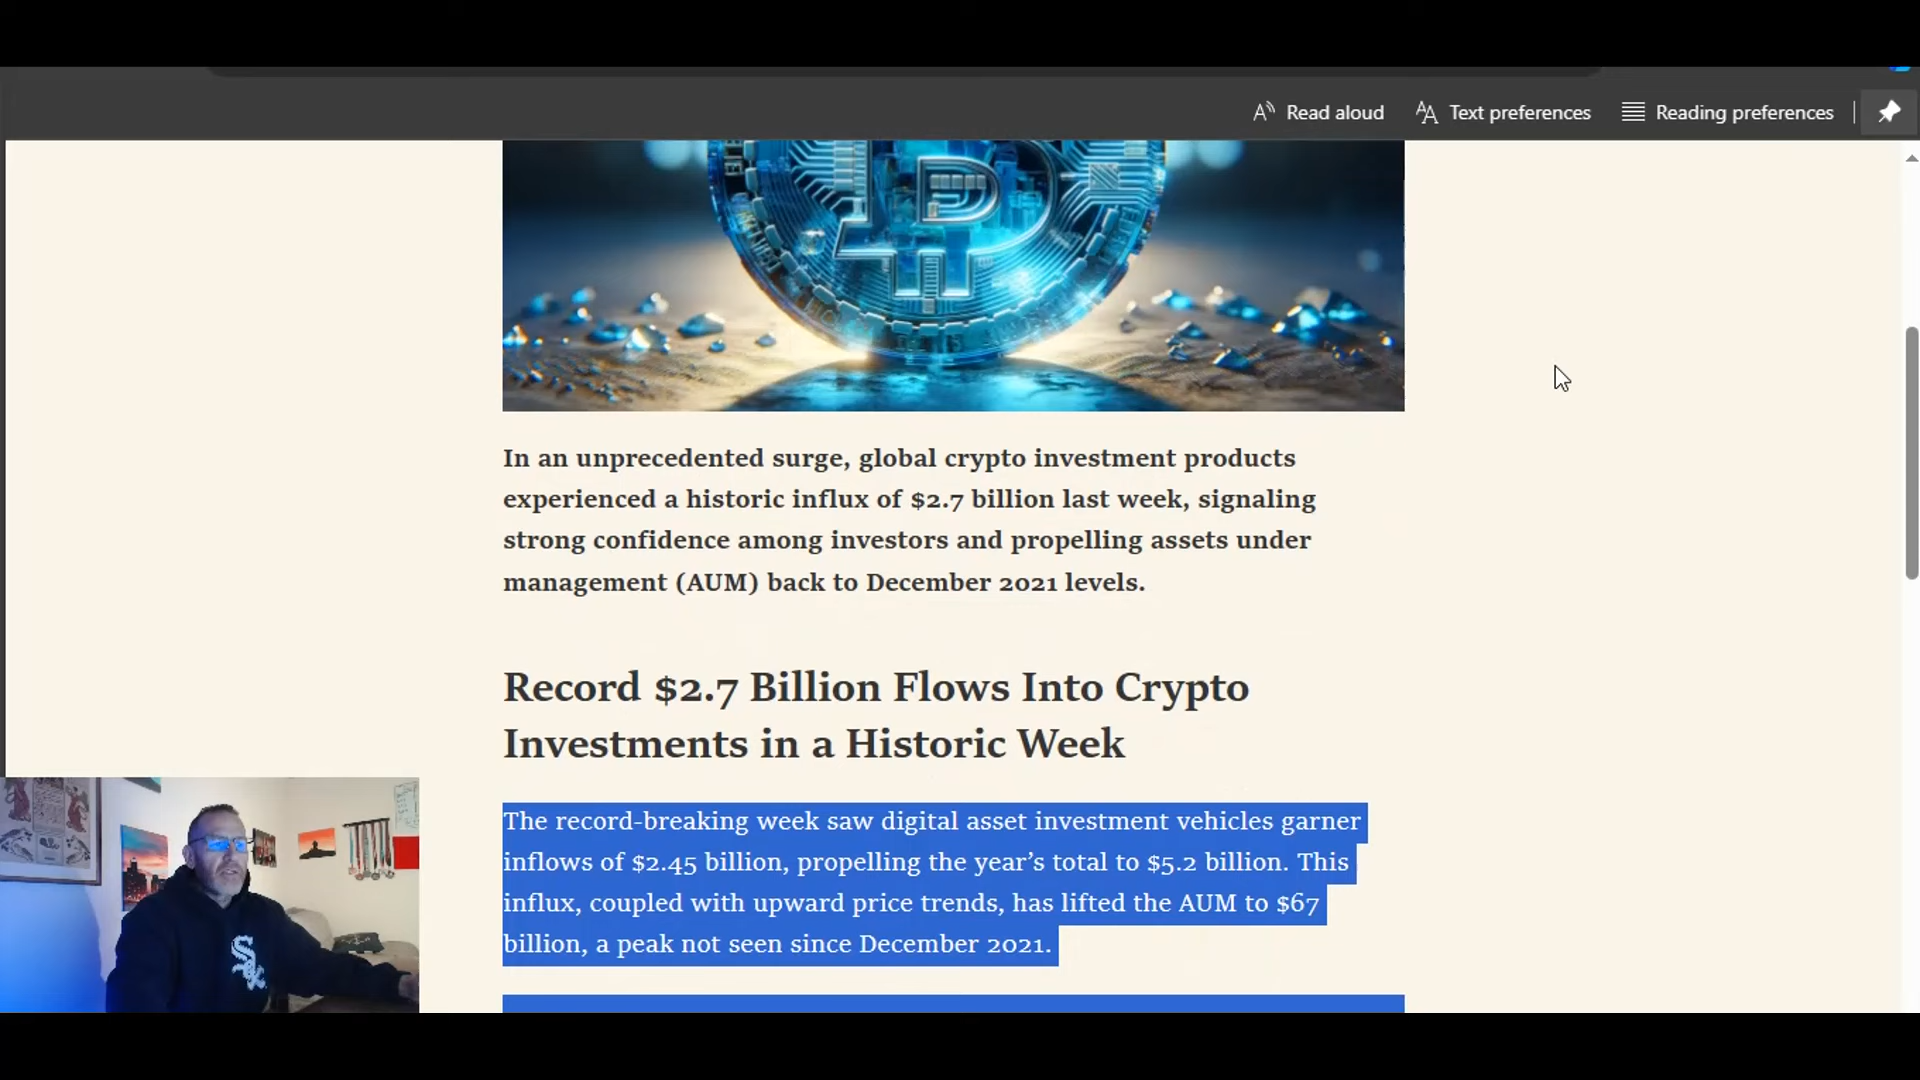 Read aloud
Text preferences
Reading preferences
In an unprecedented surge, global crypto investment products
experienced a historic influx of $2.7 billion last week, signaling
strong confidence among investors and propelling assets under
management (AUM) back to December 2021 levels.
Record $2.7 Billion Flows Into Crypto
Investments in a Historic Week
The record-breaking week saw digital asset investment vehicles garner
inflows of $2.45 billion, propelling the year’s total to $5.2 billion. This
influx, coupled with upward price trends, has lifted the AUM to $67
billion, a peak not seen since December 2021.
Sox